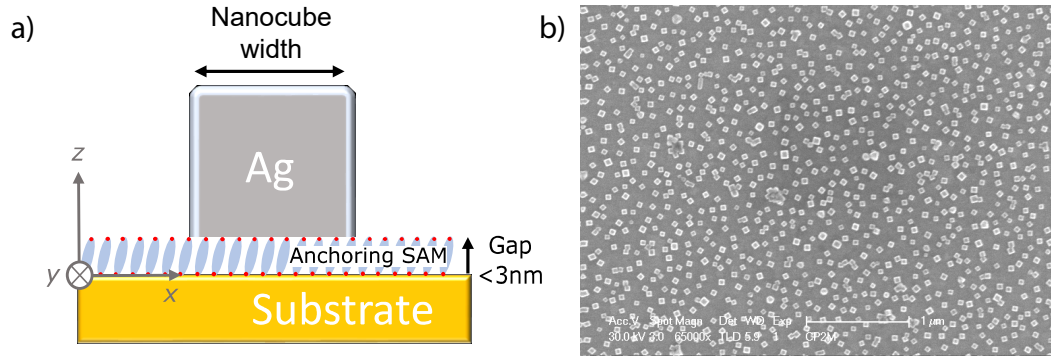 a)
Nanocube
width
Ag
z
y
x
Anchoring SAM
Gap
<3nm
Substrate
b)
Acc.V Spot Magn Det WD Exp 1 µm
30.0 kV 3.0 65000x TLD 5.9 1 CP2M